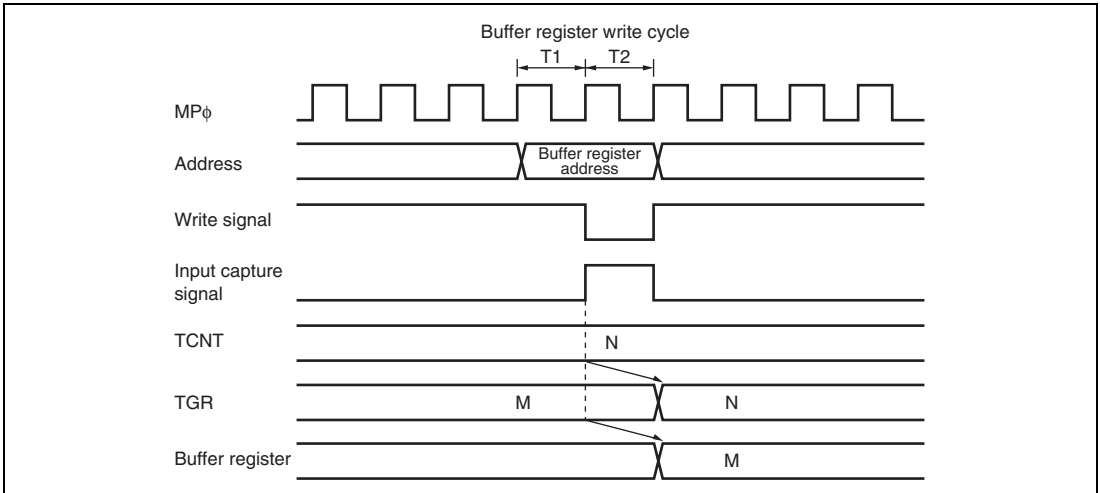 Buffer register write cycle
T1 T2
MPϕ
Address
Buffer register
address
Write signal
Input capture
signal
TCNT
N
TGR
M N
Buffer register
M